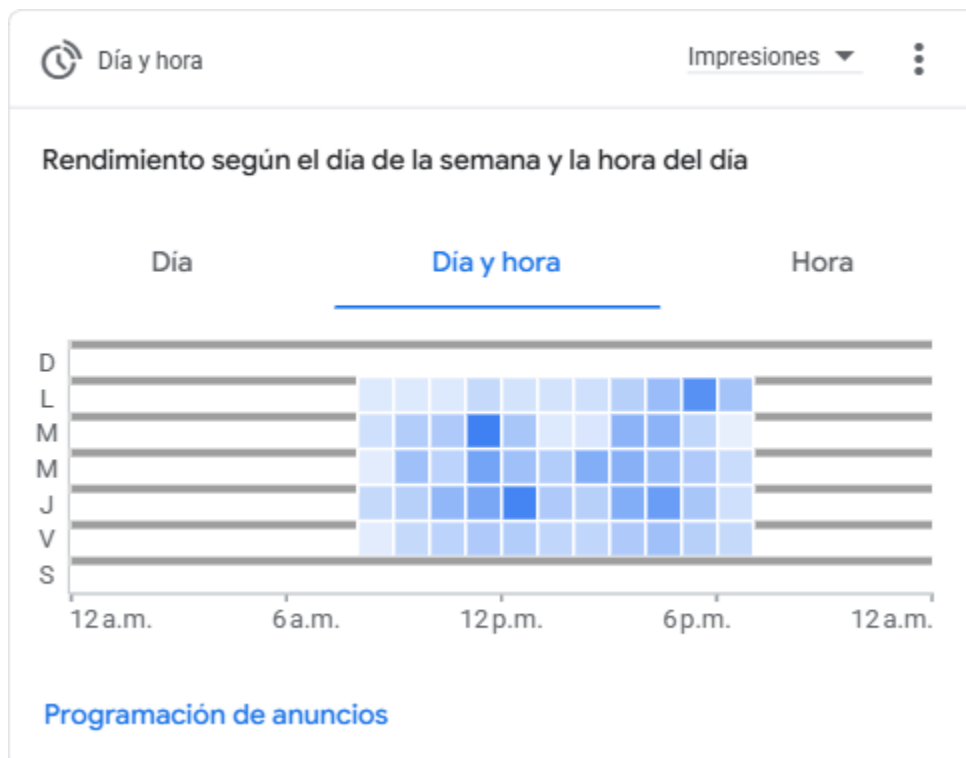 Día y hora
Impresiones
Rendimiento según el día de la semana y la hora del día
Día
Día y hora
Hora
D
L
M
M
J
V
S
12 a.m.
6 a.m.
12 p.m.
6 p.m.
12 a.m.
Programación de anuncios